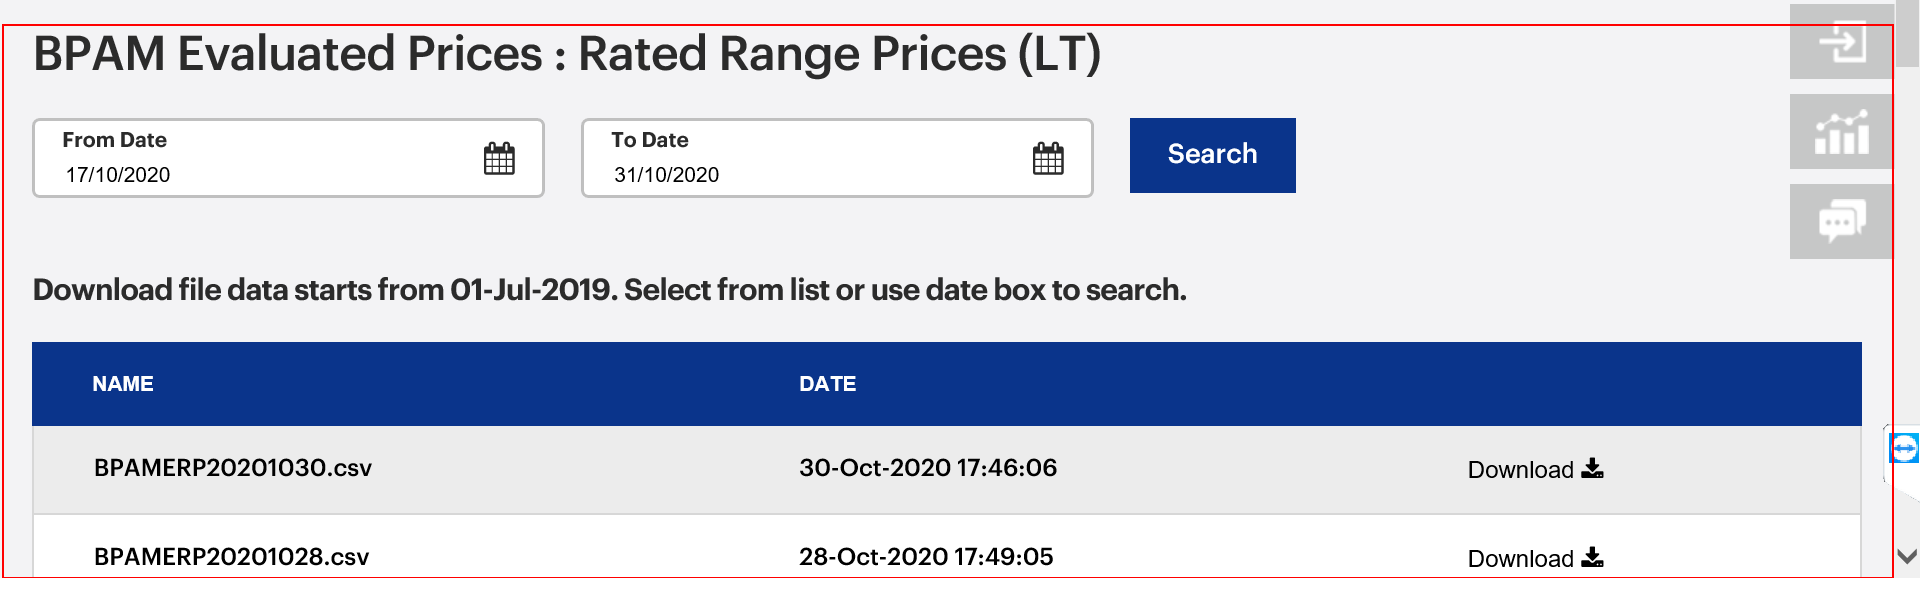 BPAM Evaluated Prices : Rated Range Prices (LT)
From Date
17/10/2020
To Date
31/10/2020
Search
Download file data starts from 01-Jul-2019. Select from list or use date box to search.
NAME DATE
BPAMERP20201030.csv 30-Oct-2020 17:46:06 Download
BPAMERP20201028.csv 28-Oct-2020 17:49:05 Download